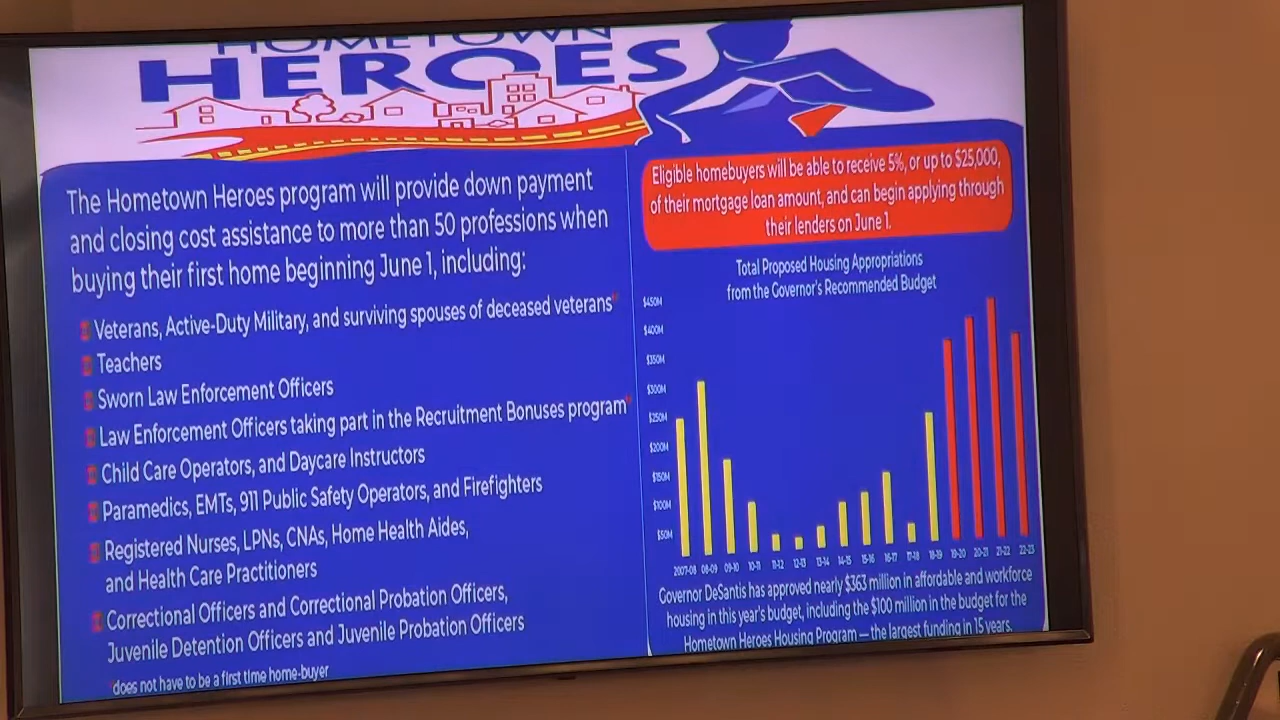 HOMETOWN
HEROES
The Hometown Heroes program will provide down payment
and closing cost assistance to more than 50 professions when
buying their first home beginning June 1, including:
Veterans, Active-Duty Military, and surviving spouses of deceased veterans*
Teachers
Sworn Law Enforcement Officers
Law Enforcement Officers taking part in the Recruitment Bonuses program*
Child Care Operators, and Daycare Instructors
Paramedics, EMTs, 911 Public Safety Operators, and Firefighters
Registered Nurses, LPNs, CNAs, Home Health Aides,
and Health Care Practitioners
Correctional Officers and Correctional Probation Officers,
Juvenile Detention Officers and Juvenile Probation Officers
*does not have to be a first time home-buyer
Eligible homebuyers will be able to receive 5%, or up to $25,000,
of their mortgage loan amount, and can begin applying through
their lenders on June 1.
Total Proposed Housing Appropriations
from the Governor's Recommended Budget
$450M
$400M
$350M
$300M
$250M
$200M
$150M
$100M
$50M
2007-08 08-09 09-10 10-11 11-12 12-13 13-14 14-15 15-16 16-17 17-18 18-19 19-20 20-21 21-22 22-23
Governor DeSantis has approved nearly $363 million in affordable and workforce
housing in this year's budget, including the $100 million in the budget for the
Hometown Heroes Housing Program — the largest funding in 15 years.